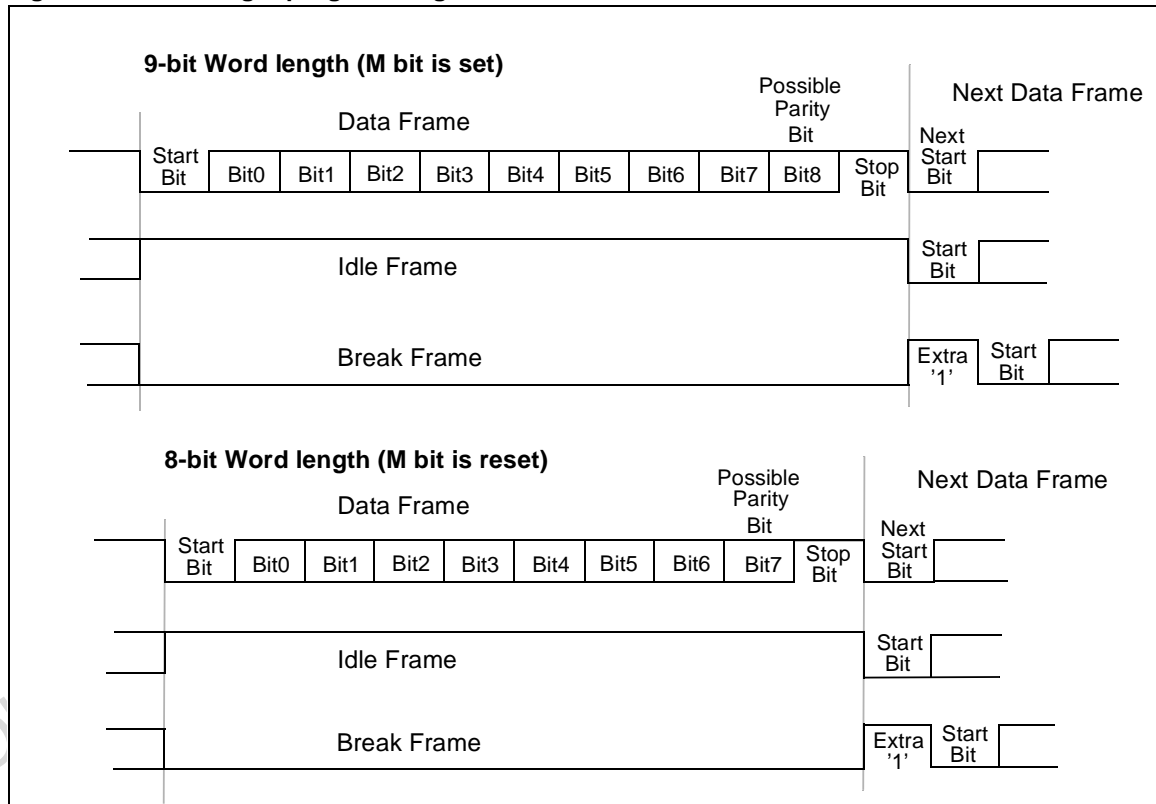 9-bit Word length (M bit is set)
Possible
Parity
Bit
Next Data Frame
Data Frame
Start
Bit
Bit0
Bit1
Bit2
Bit3
Bit4
Bit5
Bit6
Bit7
Bit8
Stop
Bit
Next
Start
Bit
Idle Frame
Start
Bit
Break Frame
Extra
'1'
Start
Bit
8-bit Word length (M bit is reset)
Possible
Parity
Bit
Next Data Frame
Data Frame
Start
Bit
Bit0
Bit1
Bit2
Bit3
Bit4
Bit5
Bit6
Bit7
Stop
Bit
Next
Start
Bit
Idle Frame
Start
Bit
Break Frame
Extra
'1'
Start
Bit